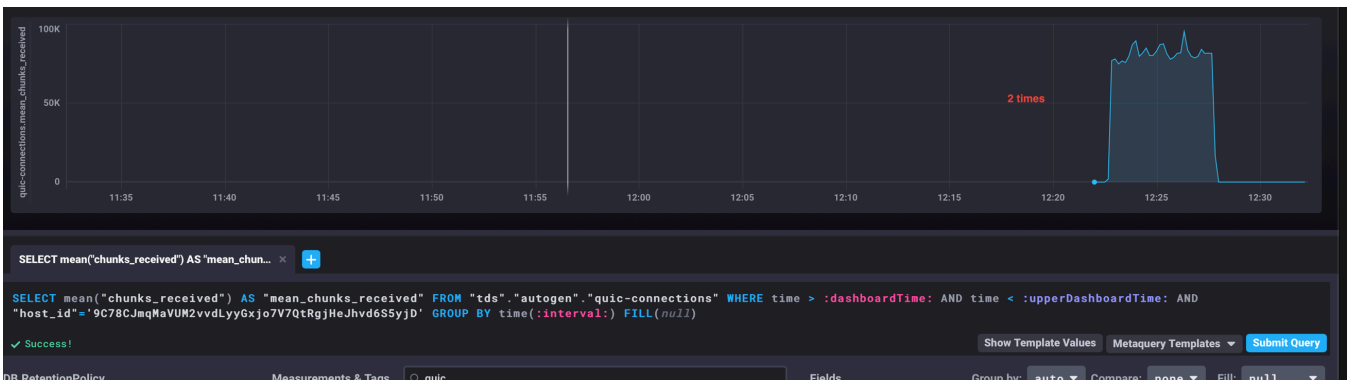 100K
50K
0
quic-connections.mean_chunks_received
2 times
11:35 11:40 11:45 11:50 11:55 12:00 12:05 12:10 12:15 12:20 12:25 12:30
SELECT mean("chunks_received") AS "mean_chun... × +
SELECT mean("chunks_received") AS "mean_chunks_received" FROM "tds"."autogen"."quic-connections" WHERE time > :dashboardTime: AND time < :upperDashboardTime: AND
"host_id"='9C78CJmqMaVUM2vvdLyyGxjo7V7QtRgjHeJhvd6S5yjD' GROUP BY time(:interval:) FILL(null)
✓ Success!
Show Template Values Metaquery Templates Submit Query
DB.RetentionPolicy Measurements & Tags quic Fields Group by: auto Compare: none Fill: null